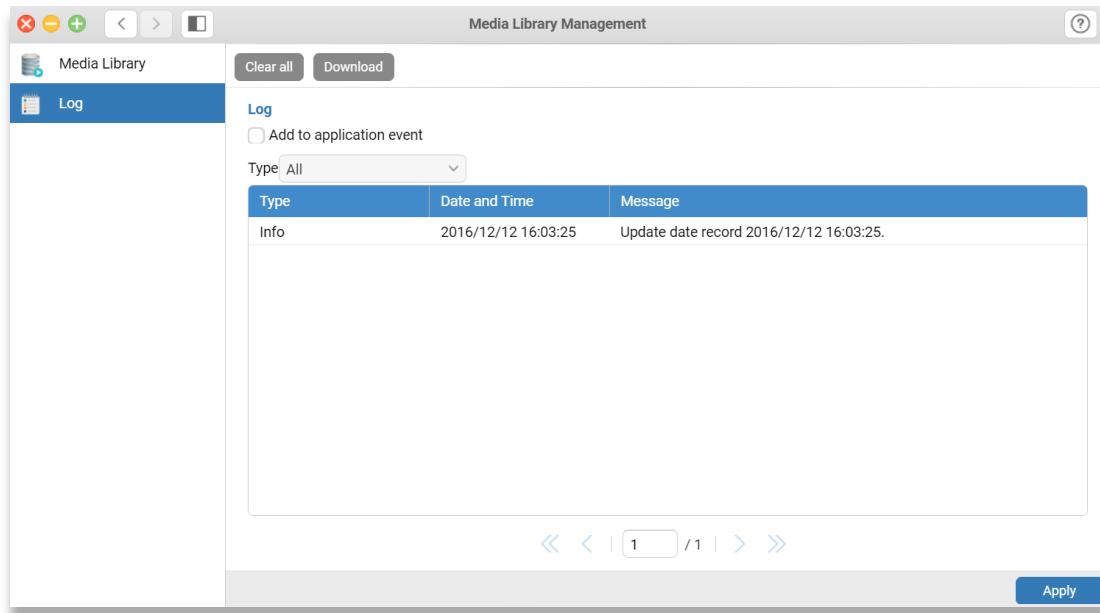 Media Library Management
Media Library
Log
Clear all
Download
Log
Add to application event
Type All
Type Date and Time Message
Info 2016/12/12 16:03:25 Update date record 2016/12/12 16:03:25.
1 / 1
Apply